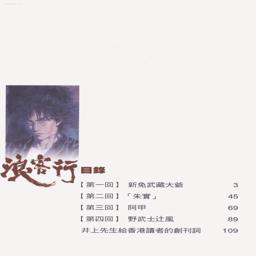 浪客行 目錄
【第一回】 新免武藏大爺 3
【第二回】 「朱實」 45
【第三回】 阿甲 69
【第四回】 野武士辻風 89
井上先生給香港讀者的創刊詞 109